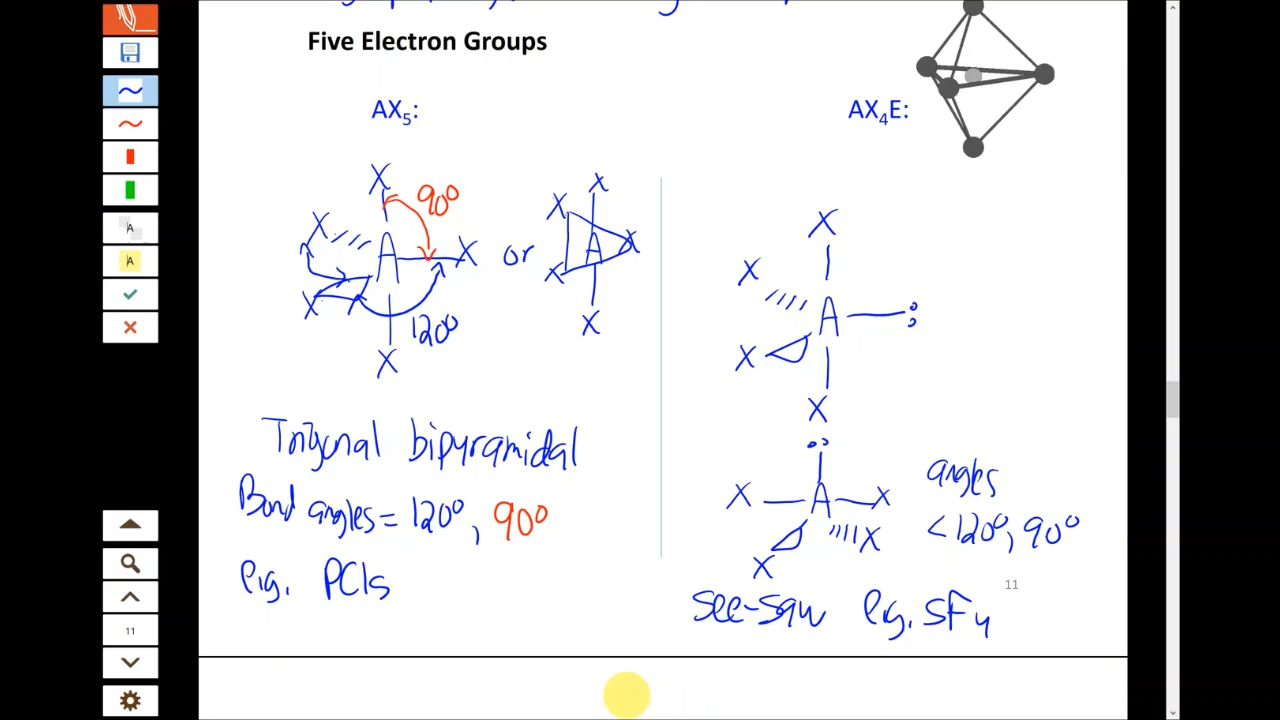 Five Electron Groups
AX₅:
AX₄E:
X
90°
X
X
A
X
or
X
120°
X
X
X
A
X
X
X
X
X
A
X
X
Trigonal bipyramidal
Bond angles = 120°, 90°
e.g. PCl5
X
A
X
X
X
angles
<120°, 90°
see-saw e.g. SF4
11
A
A
11